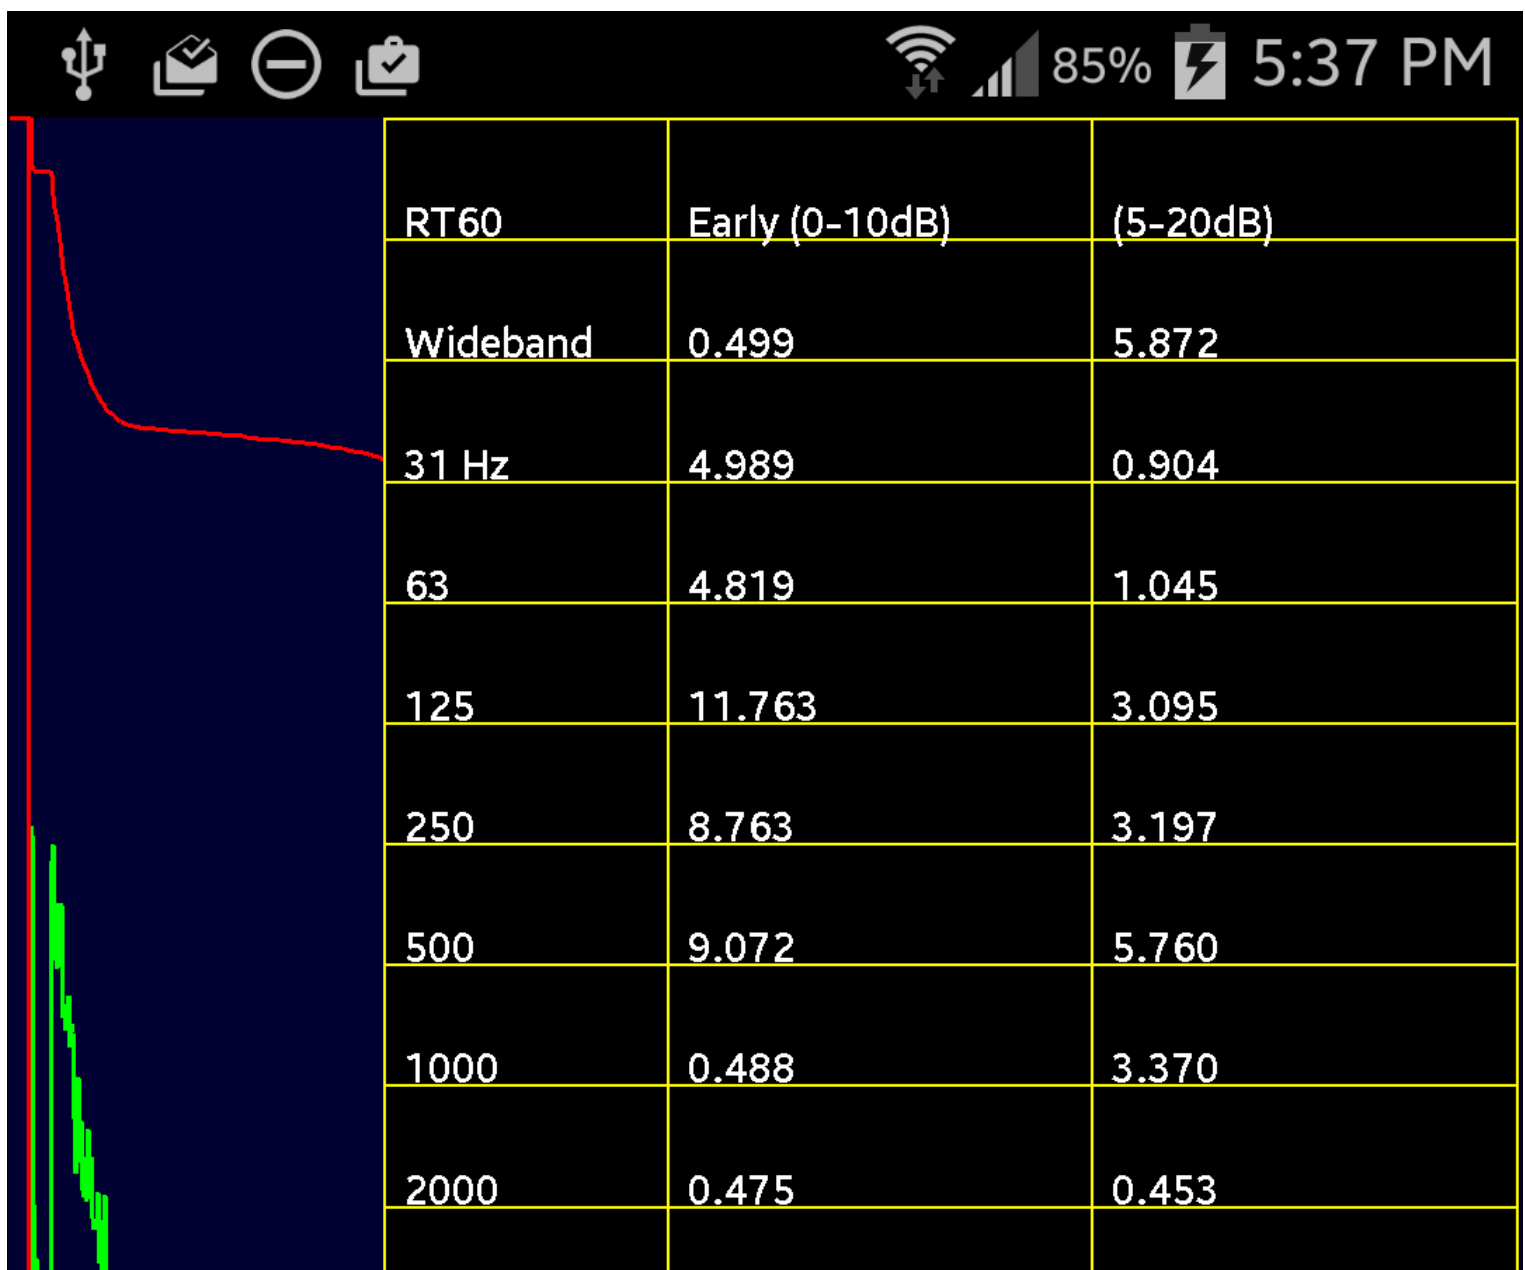 85% 5:37 PM
RT60 Early (0-10dB) (5-20dB)
Wideband 0.499 5.872
31 Hz 4.989 0.904
63 4.819 1.045
125 11.763 3.095
250 8.763 3.197
500 9.072 5.760
1000 0.488 3.370
2000 0.475 0.453